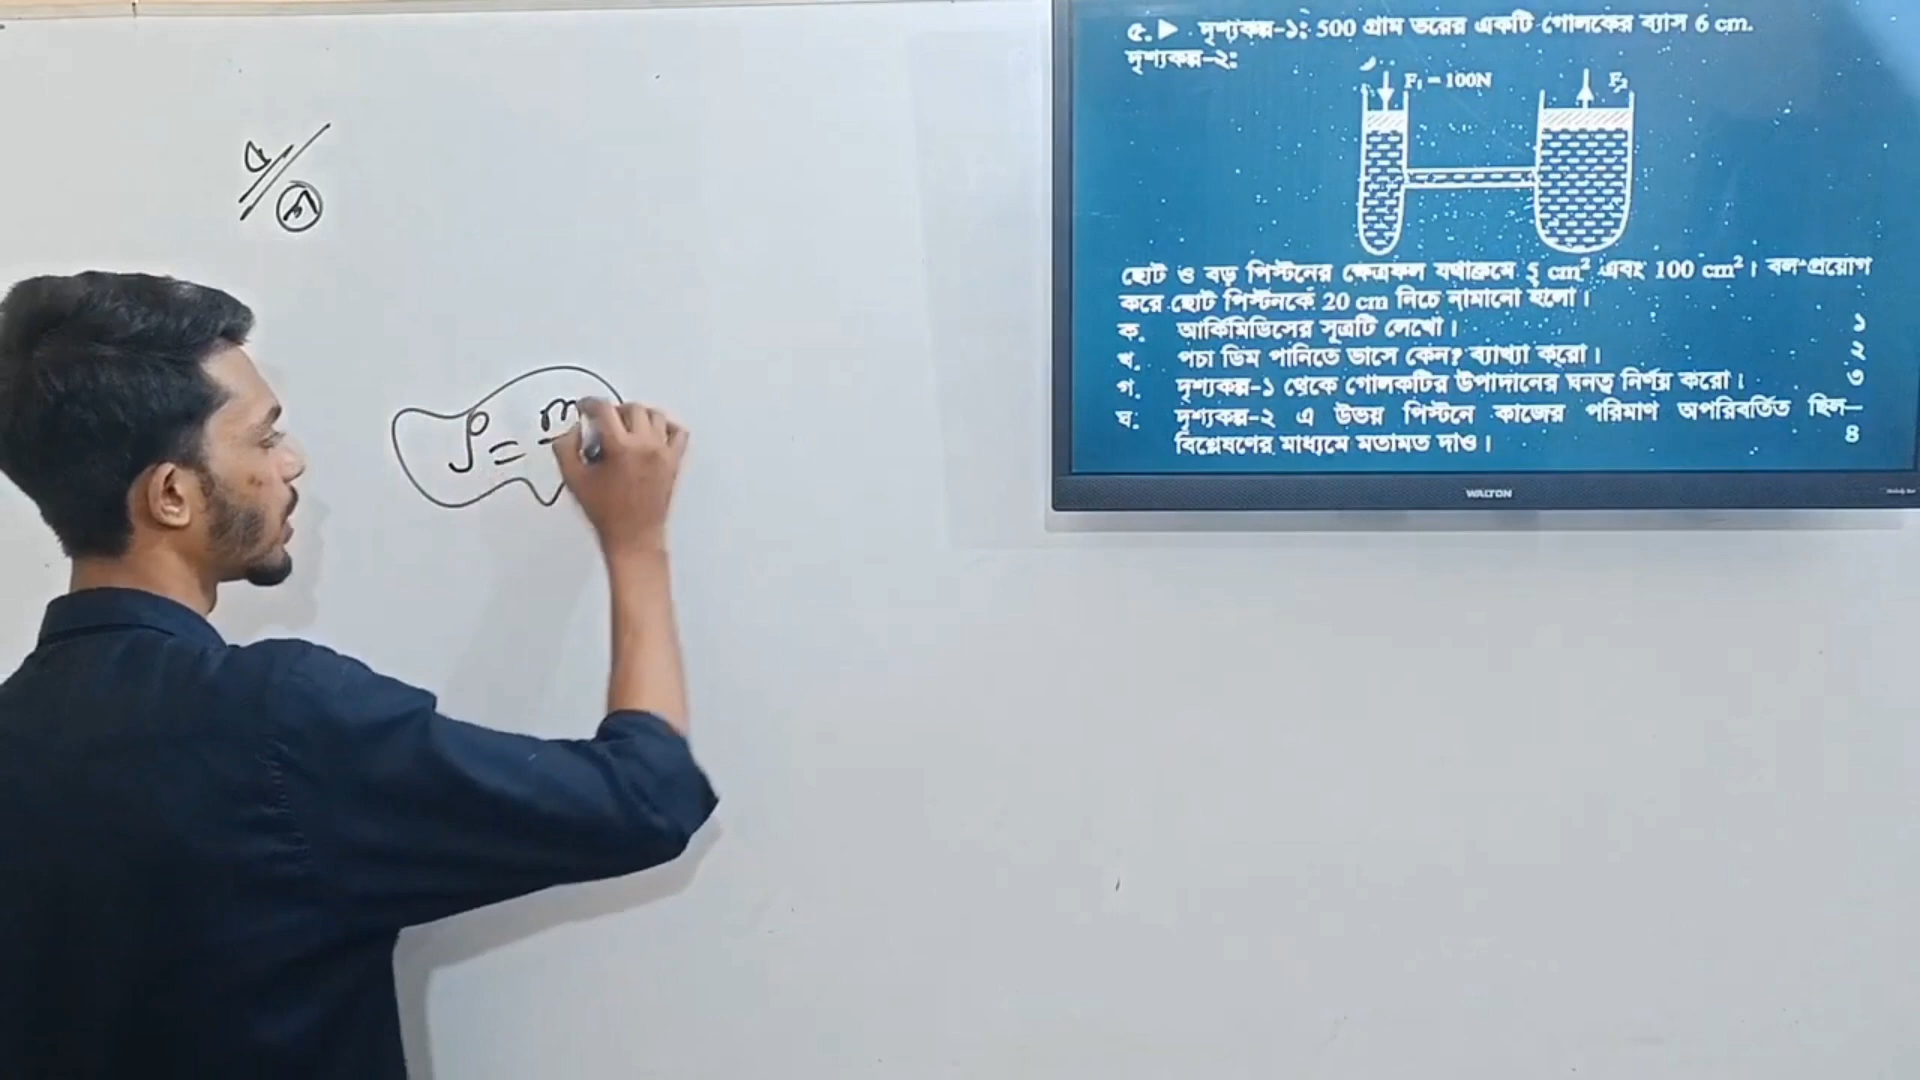 ৫/
গ
ρ = m
৫.▶ দৃশ্যকল্প-১: 500 গ্রাম ভরের একটি গোলকের ব্যাস 6 cm.
দৃশ্যকল্প-২:
F₁ = 100N
F₂
ছোট ও বড় পিস্টনের ক্ষেত্রফল যথাক্রমে 5 cm² এবং 100 cm²। বল প্রয়োগ
করে ছোট পিস্টনকে 20 cm নিচে নামানো হলো।
ক. আর্কিমিডিসের সূত্রটি লেখো। ১
খ. পচা ডিম পানিতে ভাসে কেন? ব্যাখ্যা করো। ২
গ. দৃশ্যকল্প-১ থেকে গোলকটির উপাদানের ঘনত্ব নির্ণয় করো। ৩
ঘ. দৃশ্যকল্প-২ এ উভয় পিস্টনে কাজের পরিমাণ অপরিবর্তিত ছিল—
বিশ্লেষণের মাধ্যমে মতামত দাও। ৪
WALTON